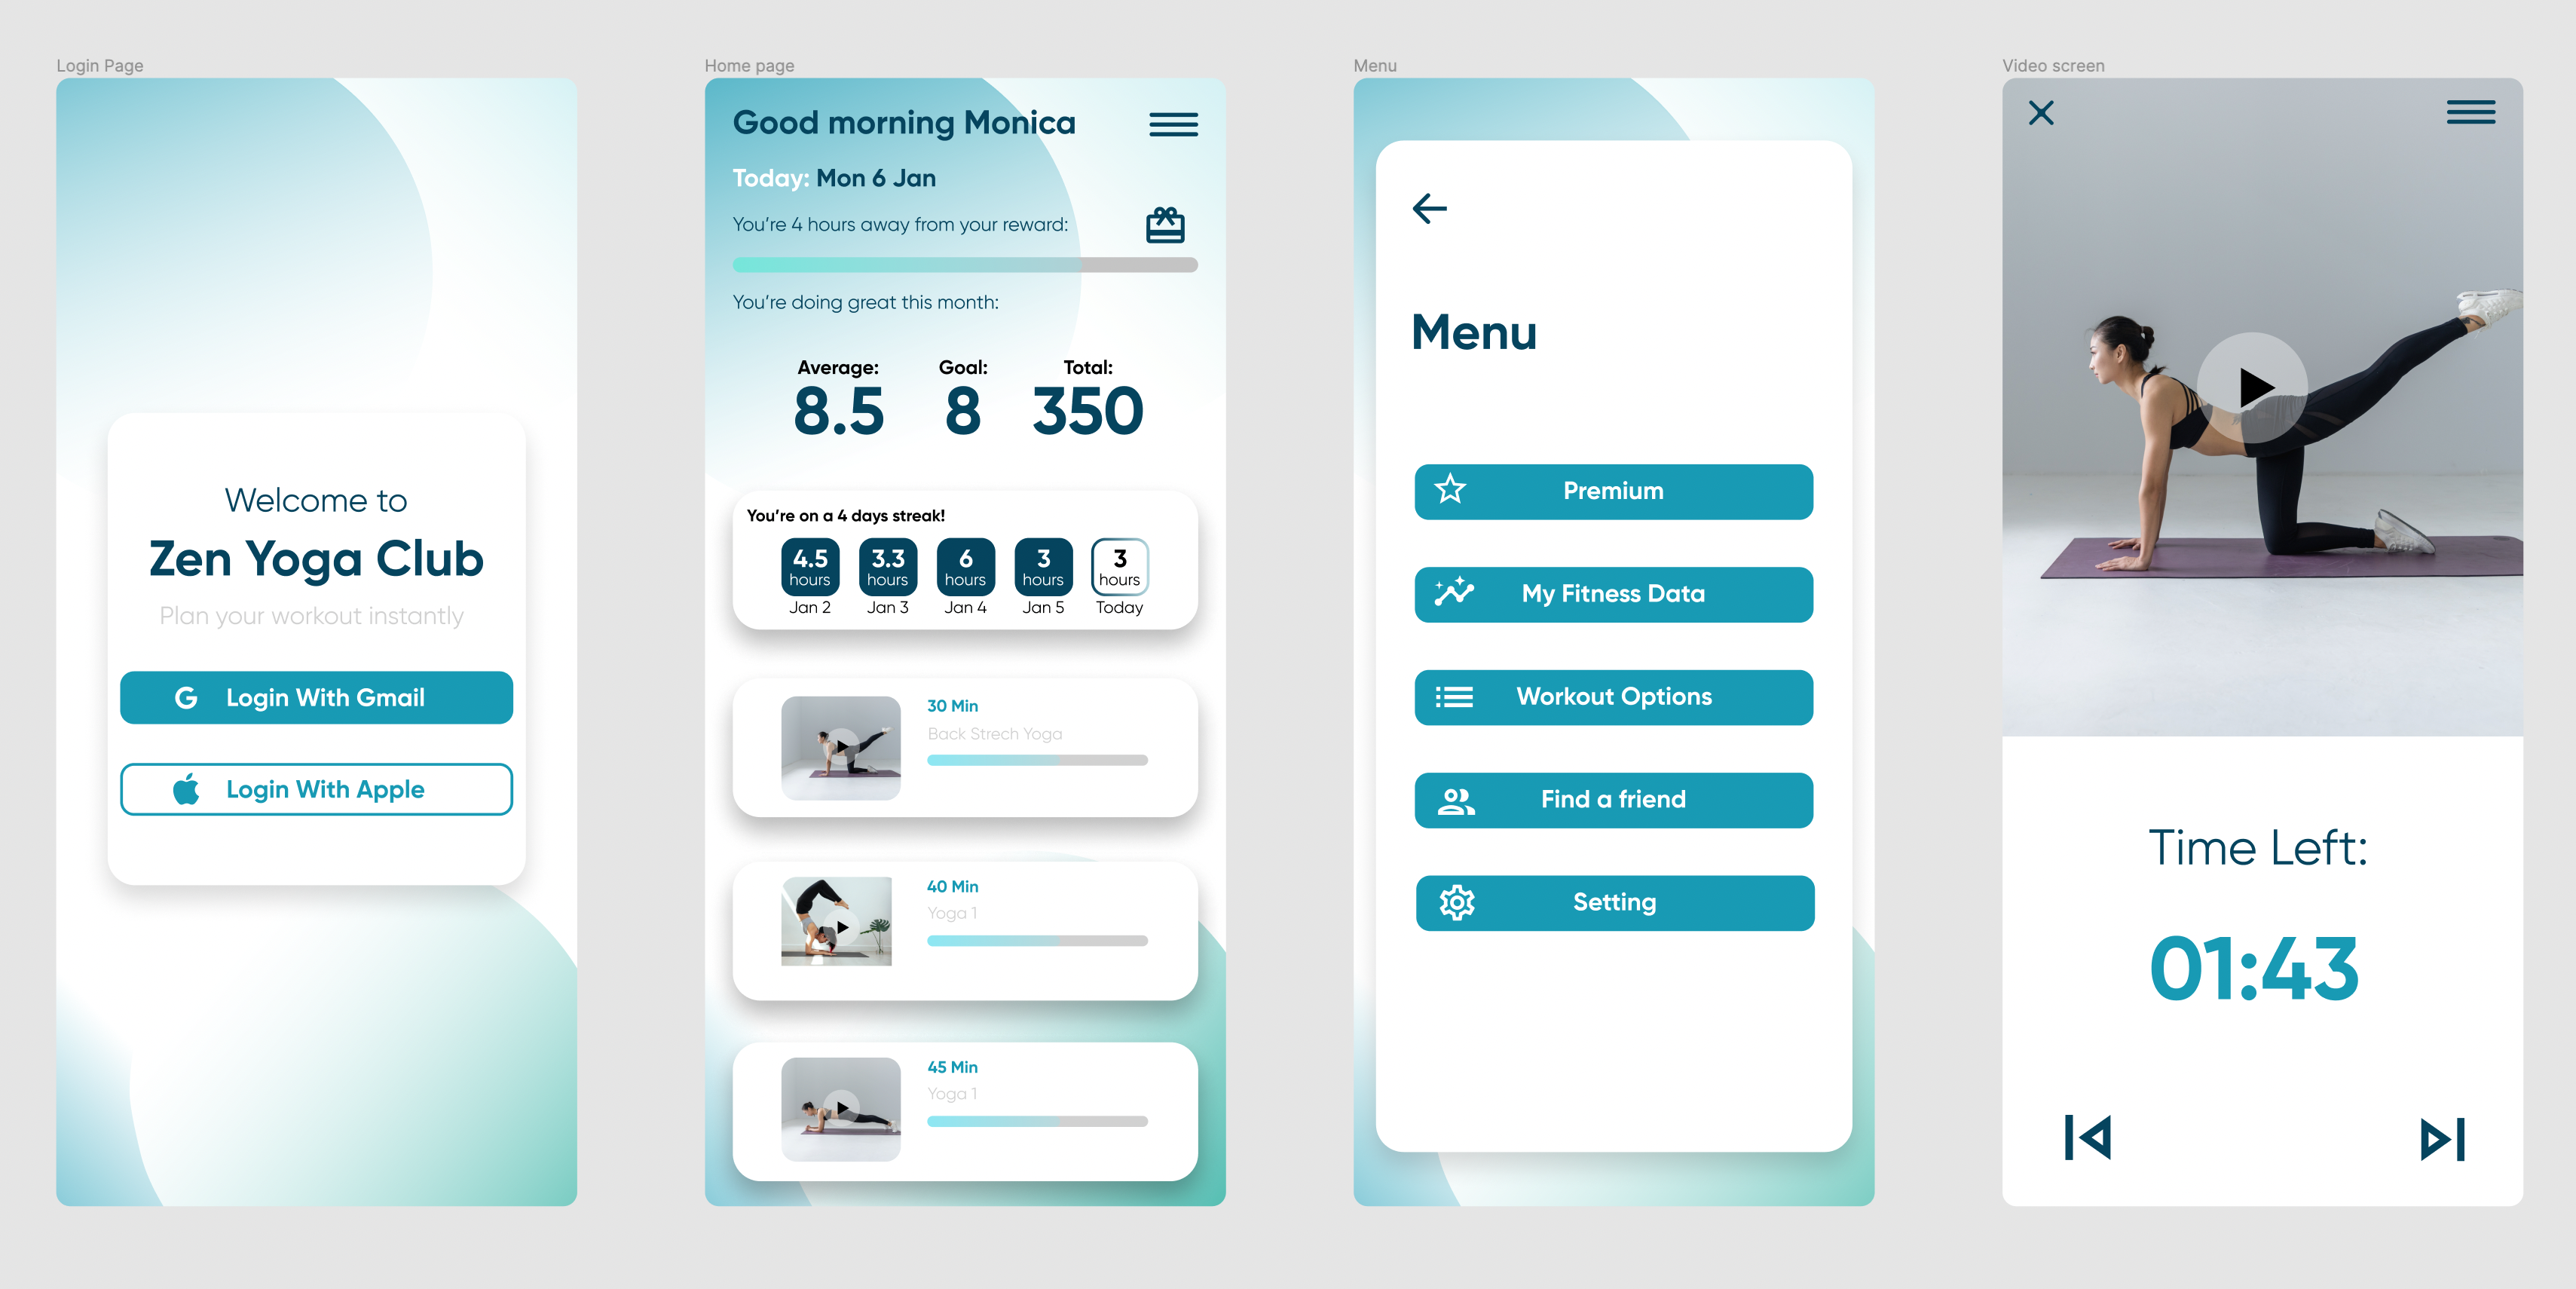 Login Page
Welcome to
Zen Yoga Club
Plan your workout instantly
G Login With Gmail
Login With Apple
Home page
Good morning Monica
Today: Mon 6 Jan
You're 4 hours away from your reward:
You're doing great this month:
Average: Goal: Total:
8.5 8 350
You're on a 4 days streak!
4.5 3.3 6 3 3
hours hours hours hours hours
Jan 2 Jan 3 Jan 4 Jan 5 Today
30 Min
Back Strech Yoga
40 Min
Yoga 1
45 Min
Yoga 1
Menu
Menu
Premium
My Fitness Data
Workout Options
Find a friend
Setting
Video screen
Time Left:
01:43